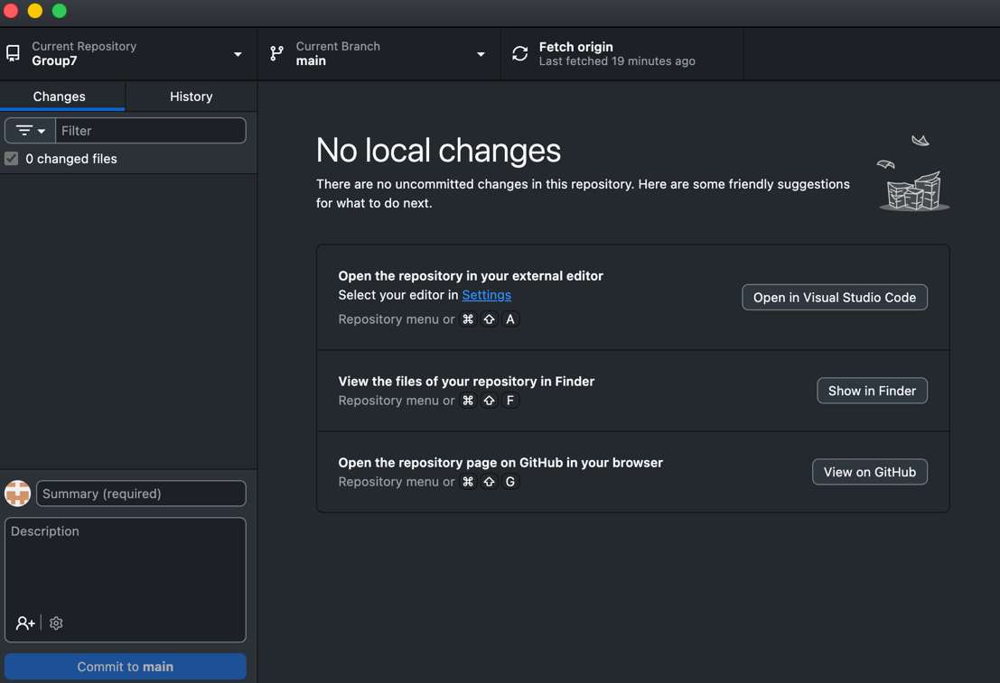 Current Repository
Group7
Current Branch
main
Fetch origin
Last fetched 19 minutes ago
Changes
History
Filter
0 changed files
No local changes
There are no uncommitted changes in this repository. Here are some friendly suggestions
for what to do next.
Open the repository in your external editor
Select your editor in Settings
Repository menu or ⌘ ⇧ A
Open in Visual Studio Code
View the files of your repository in Finder
Repository menu or ⌘ ⇧ F
Show in Finder
Open the repository page on GitHub in your browser
Repository menu or ⌘ ⇧ G
View on GitHub
Summary (required)
Description
Commit to main